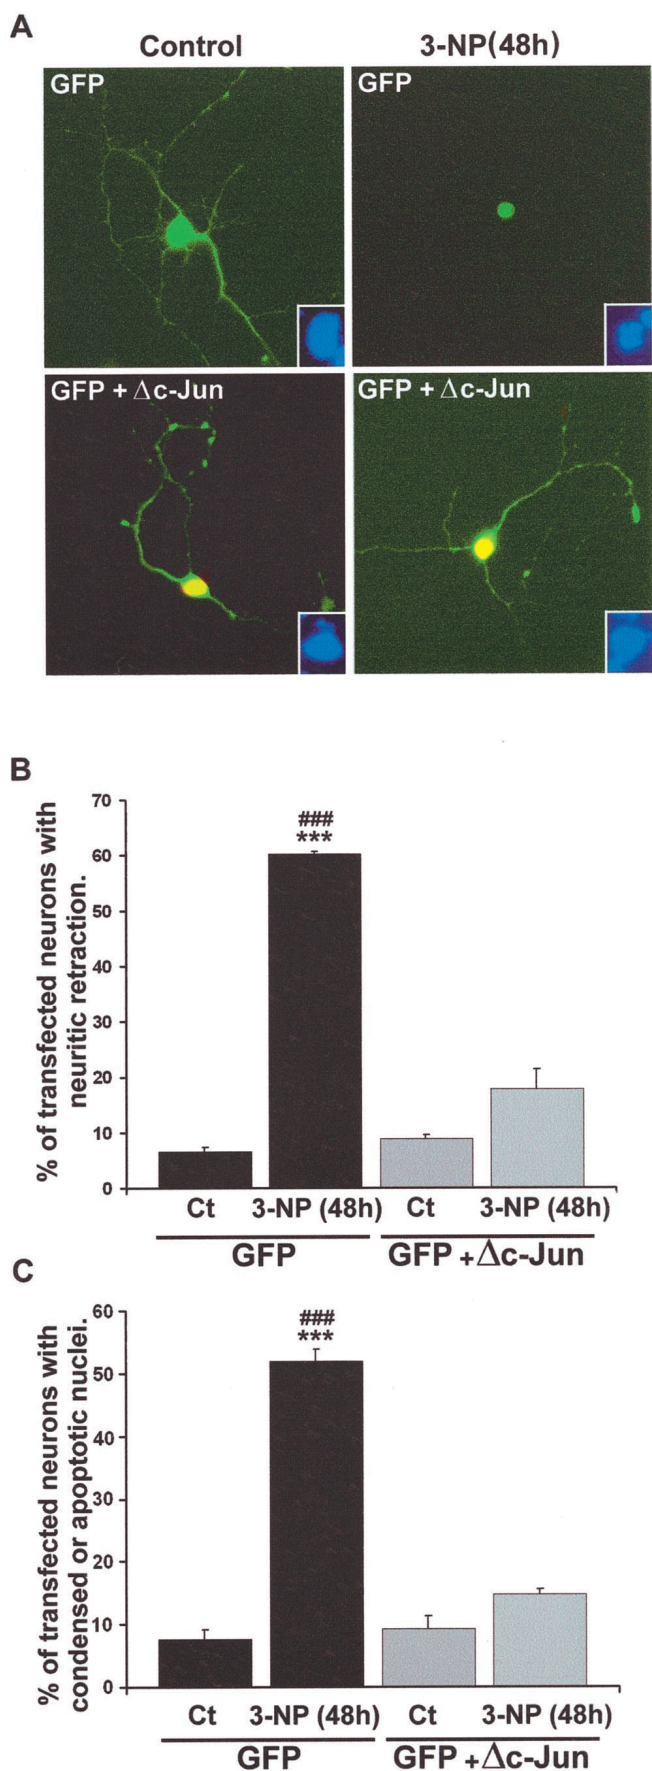 A
Control 3-NP(48h)
GFP GFP
GFP + Δc-Jun GFP + Δc-Jun
B
% of transfected neurons with
neuritic retraction.
70
60
50
40
30
20
10
0
###
***
Ct 3-NP (48h) Ct 3-NP (48h)
GFP GFP +Δc-Jun
C
% of transfected neurons with
condensed or apoptotic nuclei.
60
50
40
30
20
10
0
###
***
Ct 3-NP (48h) Ct 3-NP (48h)
GFP GFP +Δc-Jun